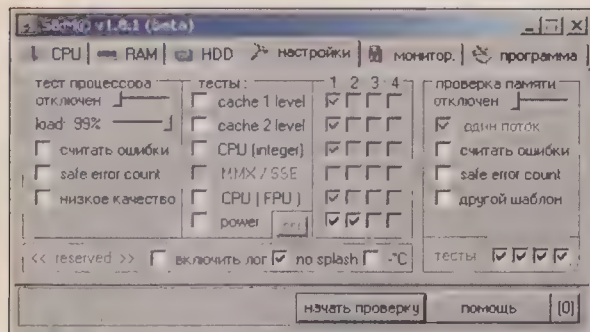 S&M v1.8.1 (beta)
CPU RAM HDD настройки монитор. программа
тест процессора
отключен
load: 99%
считать ошибки
safe error count
низкое качество
тесты: 1 2 3 4
cache 1 level
cache 2 level
CPU (integer)
MMX / SSE
CPU ( FPU )
power
проверка памяти
отключен
один поток
считать ошибки
safe error count
другой шаблон
<< reserved >> включить лог no splash -°C
тесты
начать проверку помощь [0]